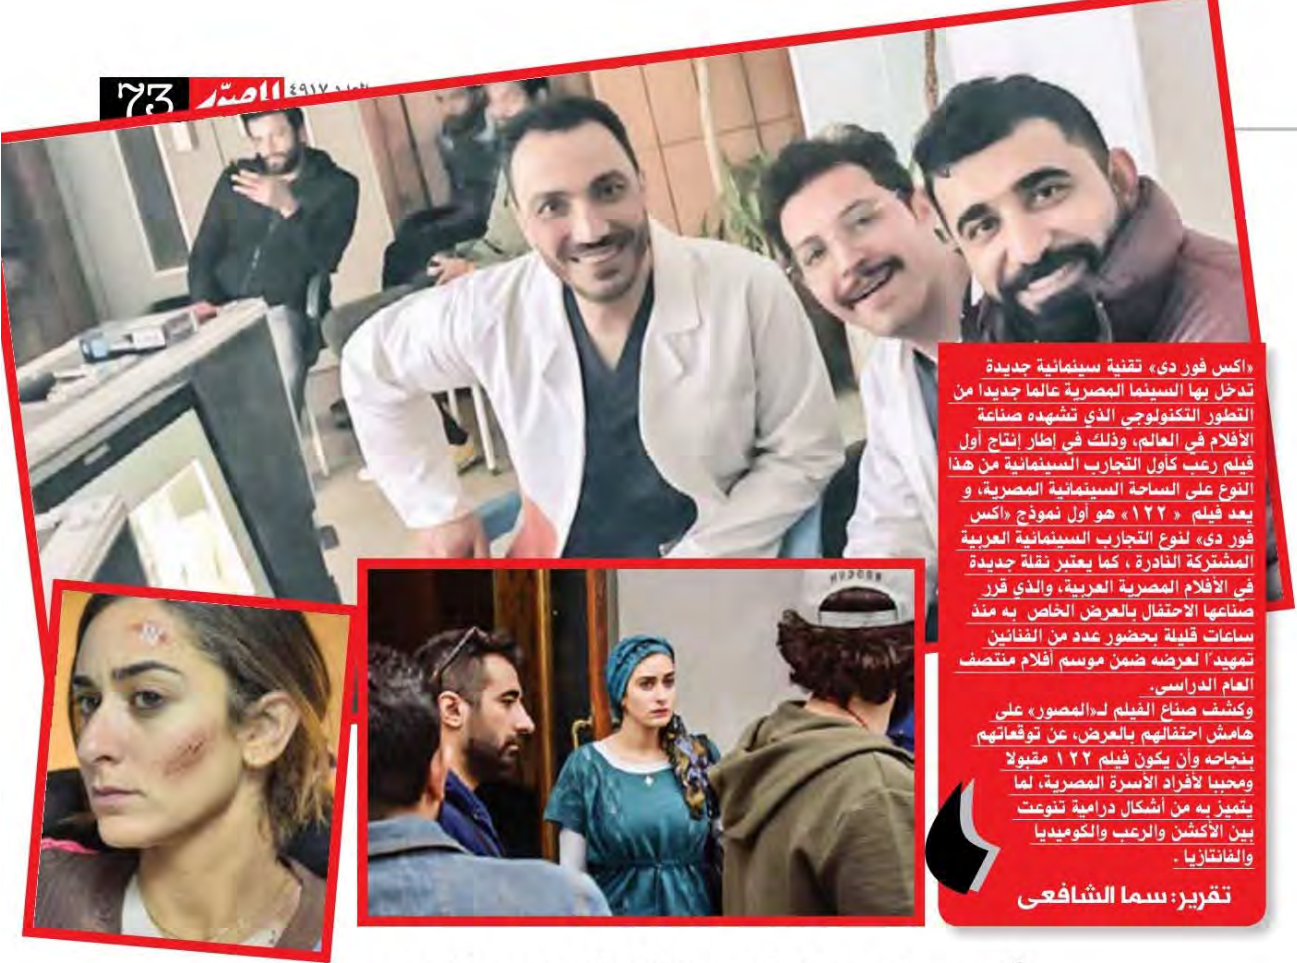 73
المصوّر
العدد ٤٩١٧
«اكس فور دى» تقنية سينمائية جديدة
تدخل بها السينما المصرية عالما جديدا من
التطور التكنولوجي الذي تشهده صناعة
الأفلام في العالم، وذلك في إطار إنتاج أول
فيلم رعب كأول التجارب السينمائية من هذا
النوع على الساحة السينمائية المصرية، و
يعد فيلم « ١٢٢» هو أول نموذج «اكس
فور دى» لنوع التجارب السينمائية العربية
المشتركة النادرة ، كما يعتبر نقلة جديدة
في الأفلام المصرية العربية، والذي قرر
صناعها الاحتفال بالعرض الخاص به منذ
ساعات قليلة بحضور عدد من الفنانين
تمهيدًا لعرضه ضمن موسم أفلام منتصف
العام الدراسى.
وكشف صناع الفيلم لـ«المصور» على
هامش احتفالهم بالعرض، عن توقعاتهم
بنجاحه وأن يكون فيلم ١٢٢ مقبولا
ومحببا لأفراد الأسرة المصرية، لما
يتميز به من أشكال درامية تنوعت
بين الأكشن والرعب والكوميديا
والفانتازيا .
تقرير: سما الشافعى